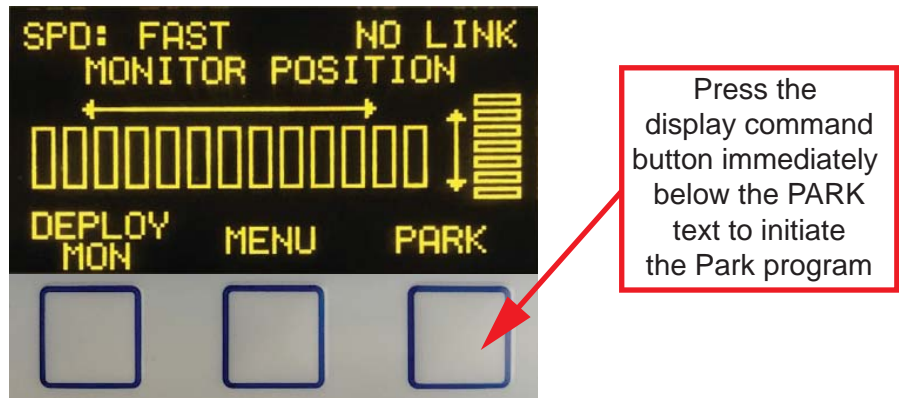 SPD: FAST NO LINK
MONITOR POSITION
DEPLOY
MON
MENU
PARK
Press the
display command
button immediately
below the PARK
text to initiate
the Park program